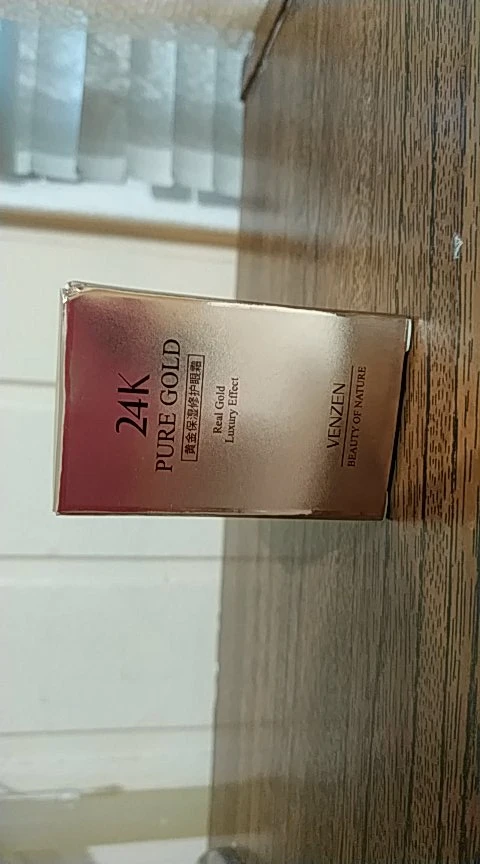 24K
PURE GOLD
黄金保湿修护眼霜
Real Gold
Luxury Effect
VENZEN
BEAUTY OF NATURE